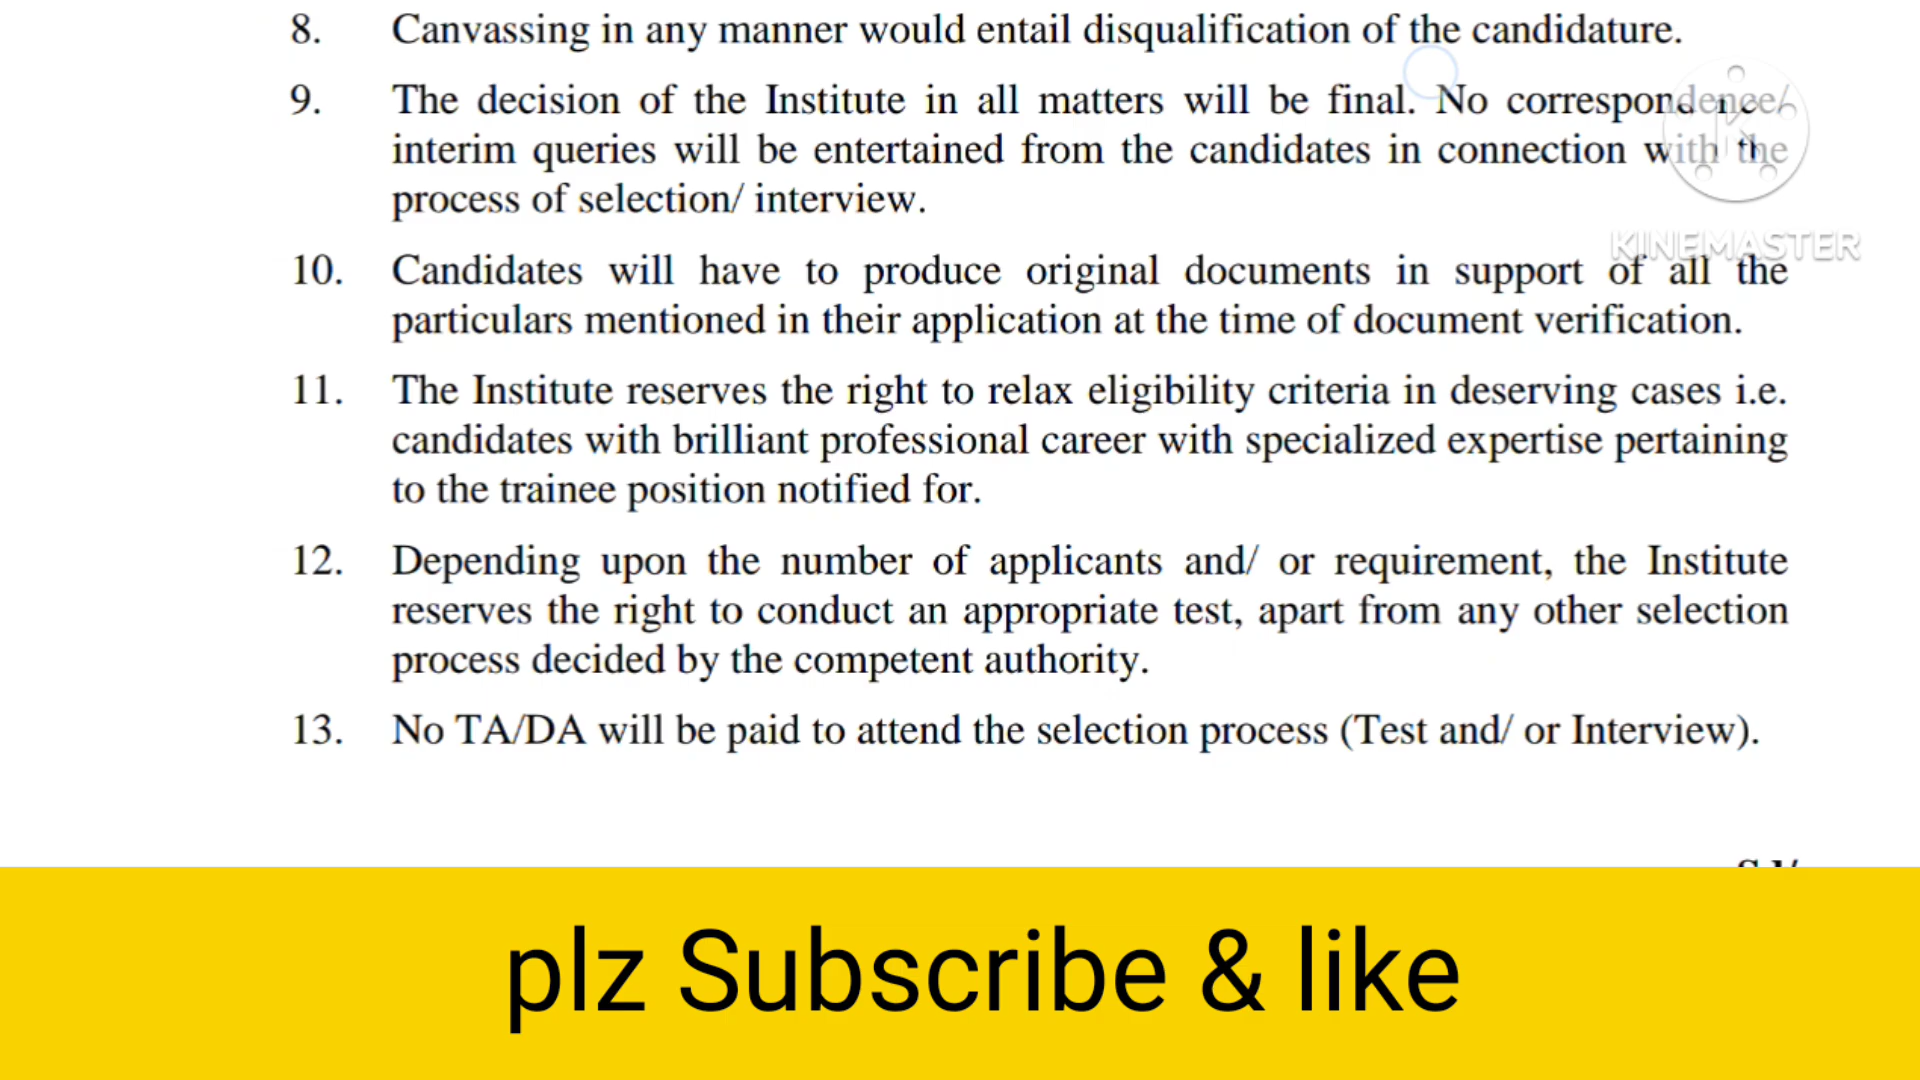 8. Canvassing in any manner would entail disqualification of the candidature.
9. The decision of the Institute in all matters will be final. No correspondence/
interim queries will be entertained from the candidates in connection with the
process of selection/ interview.
KINEMASTER
10. Candidates will have to produce original documents in support of all the
particulars mentioned in their application at the time of document verification.
11. The Institute reserves the right to relax eligibility criteria in deserving cases i.e.
candidates with brilliant professional career with specialized expertise pertaining
to the trainee position notified for.
12. Depending upon the number of applicants and/ or requirement, the Institute
reserves the right to conduct an appropriate test, apart from any other selection
process decided by the competent authority.
13. No TA/DA will be paid to attend the selection process (Test and/ or Interview).
plz Subscribe & like